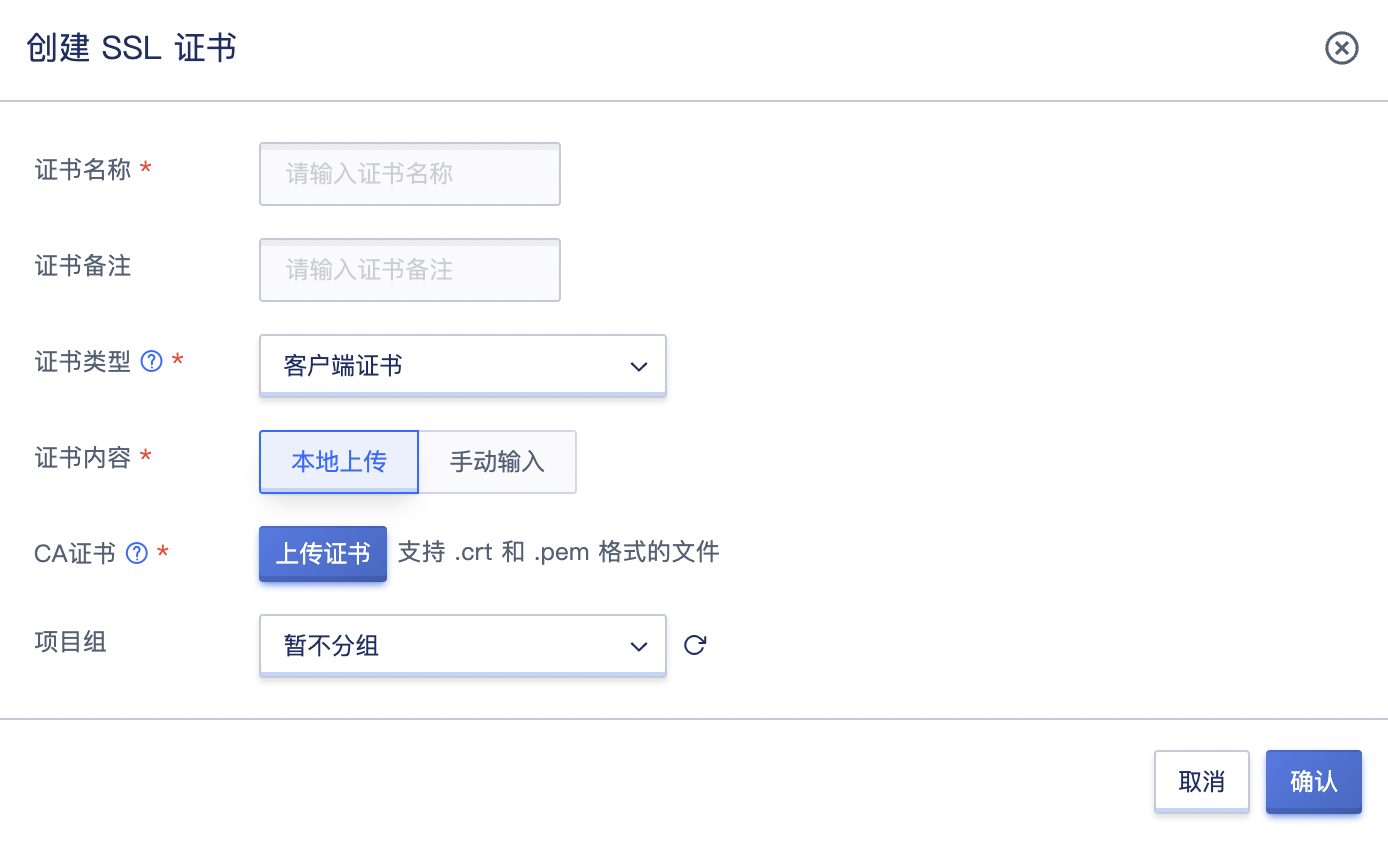 创建 SSL 证书
证书名称 *
请输入证书名称
证书备注
请输入证书备注
证书类型 ? *
客户端证书
证书内容 *
本地上传 手动输入
CA证书 ? *
上传证书 支持 .crt 和 .pem 格式的文件
项目组
暂不分组
取消 确认